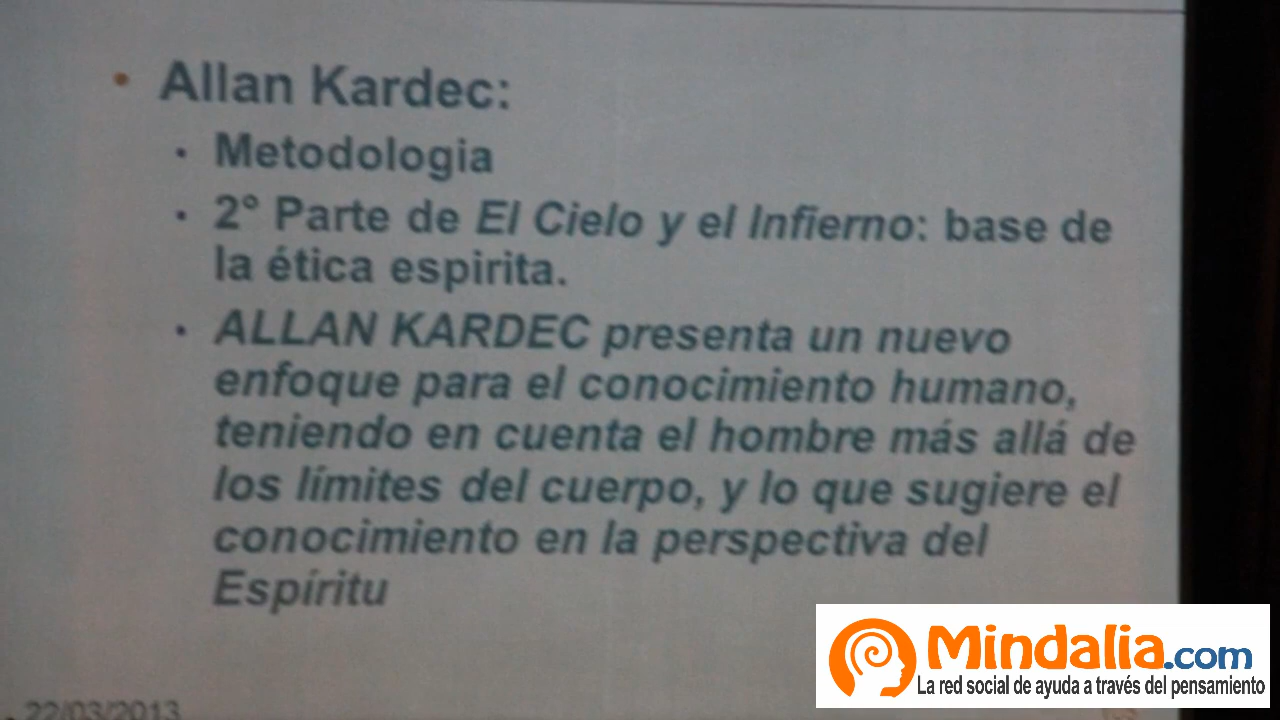 • Allan Kardec:
• Metodologia
• 2° Parte de El Cielo y el Infierno: base de
la ética espirita.
• ALLAN KARDEC presenta un nuevo
enfoque para el conocimiento humano,
teniendo en cuenta el hombre más allá de
los límites del cuerpo, y lo que sugiere el
conocimiento en la perspectiva del
Espíritu
Mindalia.com
La red social de ayuda a través del pensamiento
22/03/2013